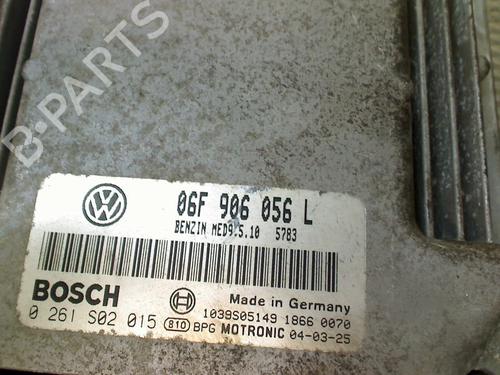 B-PARTS
06F 906 056 L
BENZIN MED9.5.10 5783
BOSCH
Made in Germany
0 261 S02 015 810 BPG MOTRONIC 04-03-25
1039S05149 1866 0070